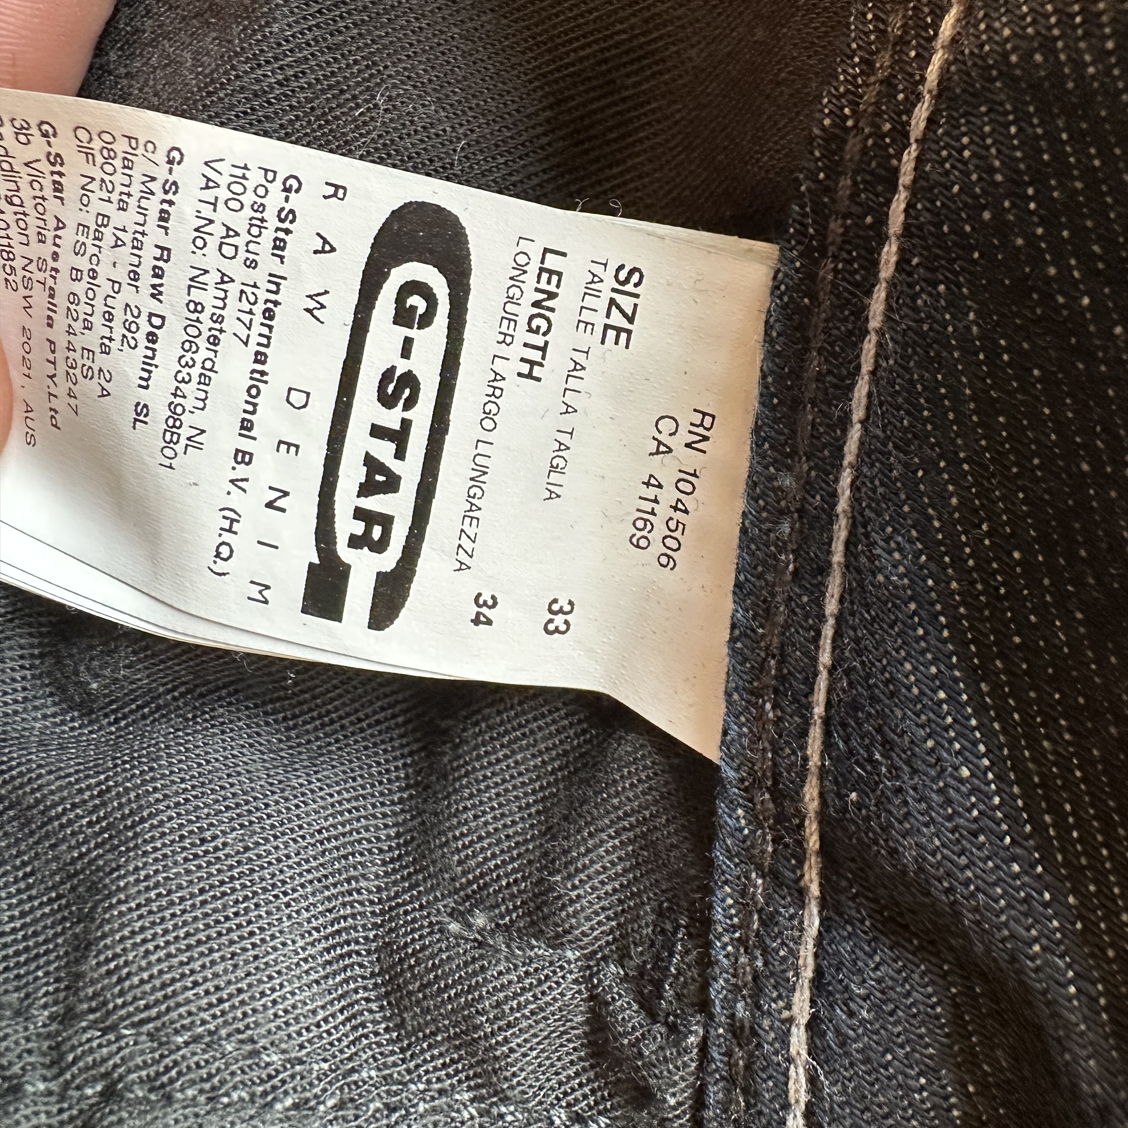 RN 104506
CA 41169
SIZE 33
TAILLE TALLA TAGLIA
LENGTH 34
LONGUER LARGO LUNGAEZZA
G-STAR
RAW DENIM
G-Star International B.V. (H.Q.)
Postbus 12177
1100 AD Amsterdam, NL
VAT.No: NL810633498B01
G-Star Raw Denim SL
c/ Muntaner 292,
Planta 1A - Puerta 2A
08021 Barcelona, ES
CIF No: ES B 62443247
G-Star Australia PTY.Ltd
3b Victoria ST
Paddington NSW 2021, AUS